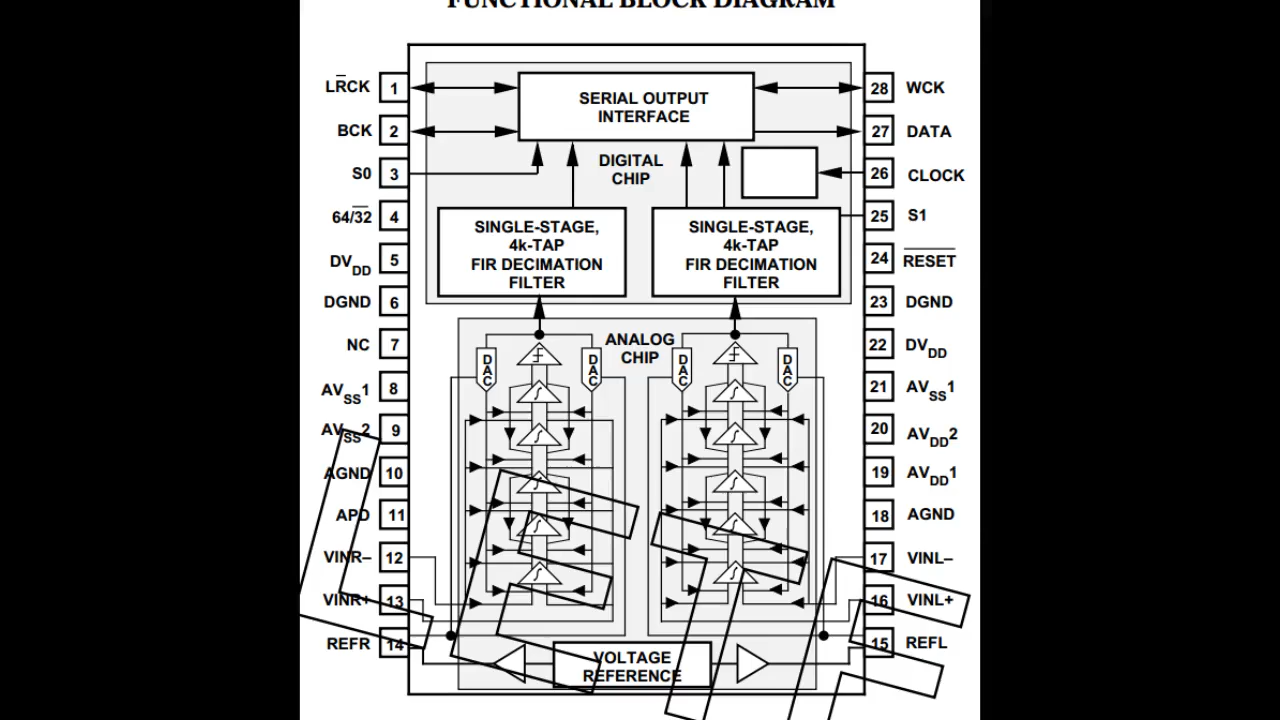 FUNCTIONAL BLOCK DIAGRAM
LRCK 1
28 WCK
SERIAL OUTPUT
INTERFACE
BCK 2
27 DATA
S0 3
DIGITAL
CHIP
26 CLOCK
64/32 4
25 S1
SINGLE-STAGE,
4k-TAP
FIR DECIMATION
FILTER
SINGLE-STAGE,
4k-TAP
FIR DECIMATION
FILTER
DVDD 5
24 RESET
DGND 6
23 DGND
NC 7
ANALOG
CHIP
22 DVDD
DAC
DAC
DAC
DAC
AVSS1 8
21 AVSS1
AVSS2 9
20 AVDD2
AGND 10
19 AVDD1
APD 11
18 AGND
VINR– 12
17 VINL–
VINR+ 13
16 VINL+
REFR 14
15 REFL
VOLTAGE
REFERENCE
LEFL